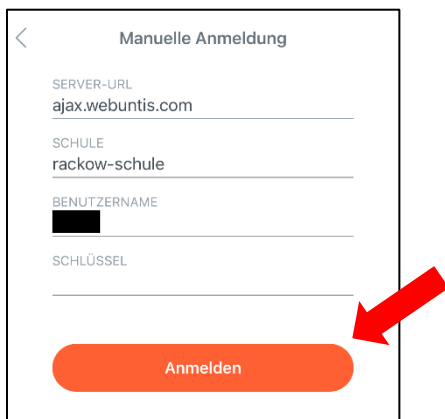 Manuelle Anmeldung
SERVER-URL
ajax.webuntis.com
SCHULE
rackow-schule
BENUTZERNAME
SCHLÜSSEL
Anmelden